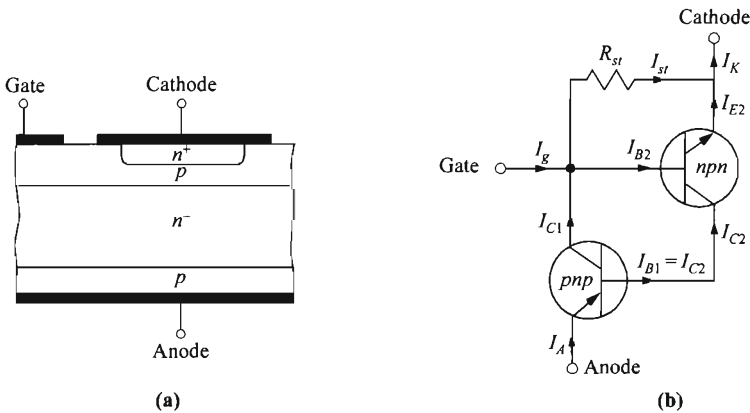 Gate
Cathode
n+
p
n−
p
Anode
(a)
Cathode
Rst
Ist
IK
IE2
Gate
Ig
IB2
npn
IC1
IC2
pnp
IB1 = IC2
IA
Anode
(b)